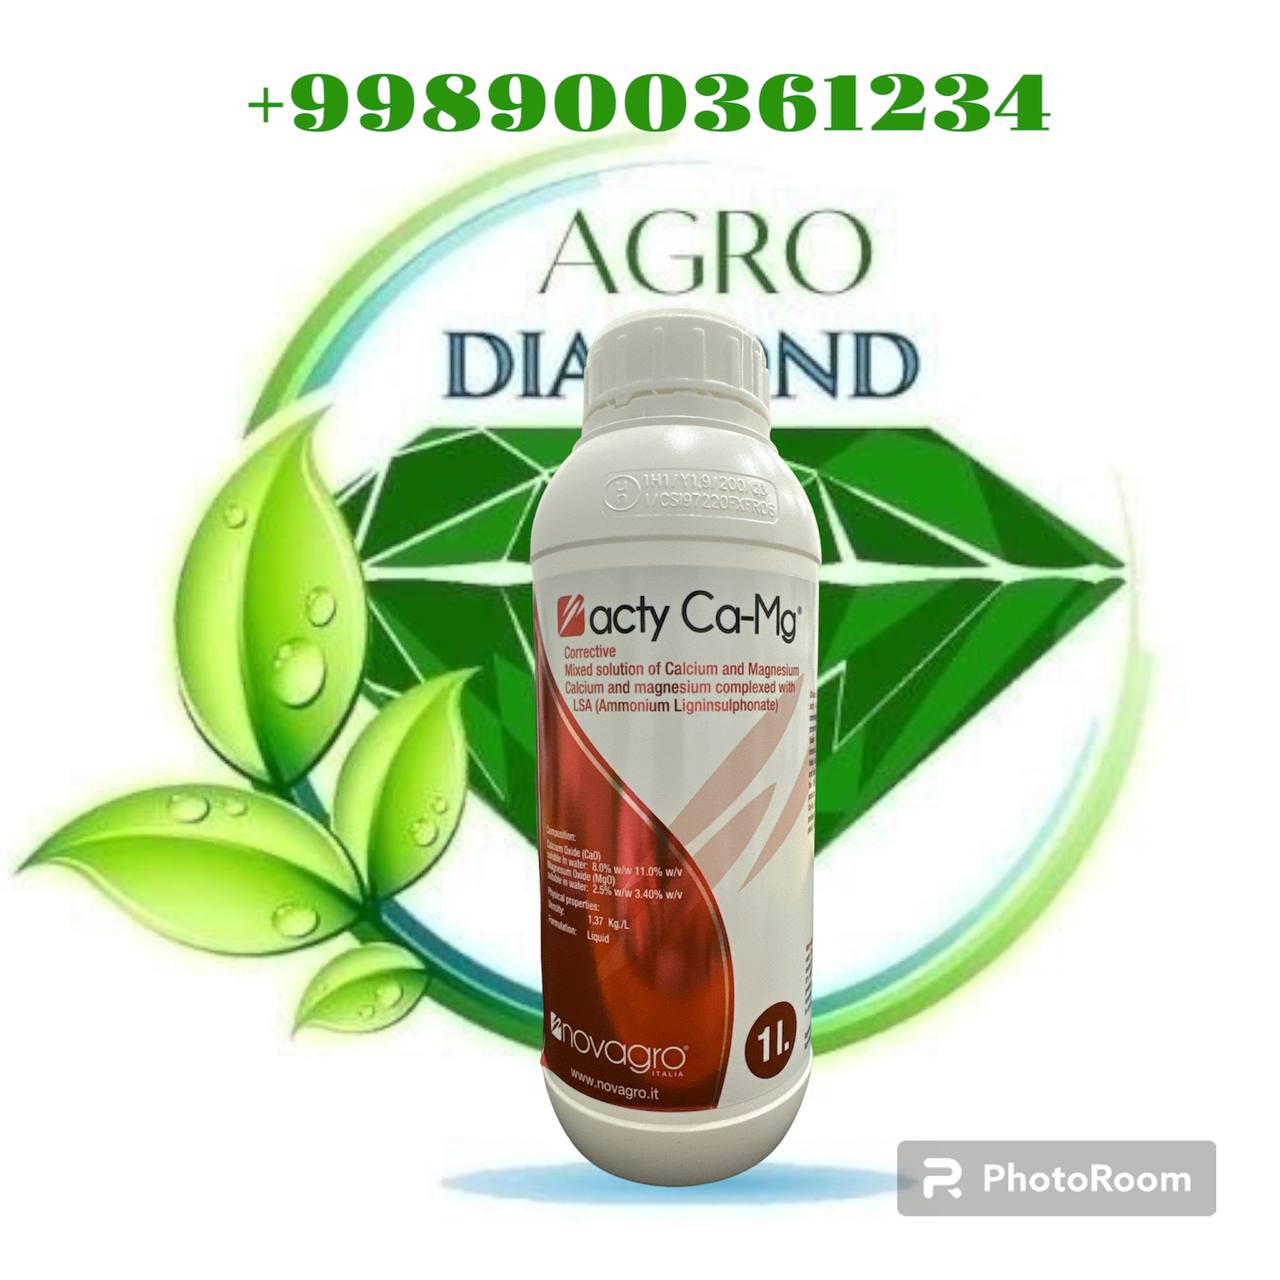 +998900361234
AGRO
DIAMOND
1H1/Y1,9/200/23
acty Ca-Mg®
Corrective
Mixed solution of Calcium and Magnesium
Calcium and magnesium complexed with
LSA (Ammonium Ligninsulphonate)
Composition:
Calcium Oxide (CaO)
soluble in water: 8.0% w/w 11.0% w/v
Magnesium Oxide (MgO)
soluble in water: 2.5% w/w 3.40% w/v
Physical properties:
Density: 1,37 Kg./L
Formulation: Liquid
novagro®
ITALIA
www.novagro.it
1 l.
PhotoRoom